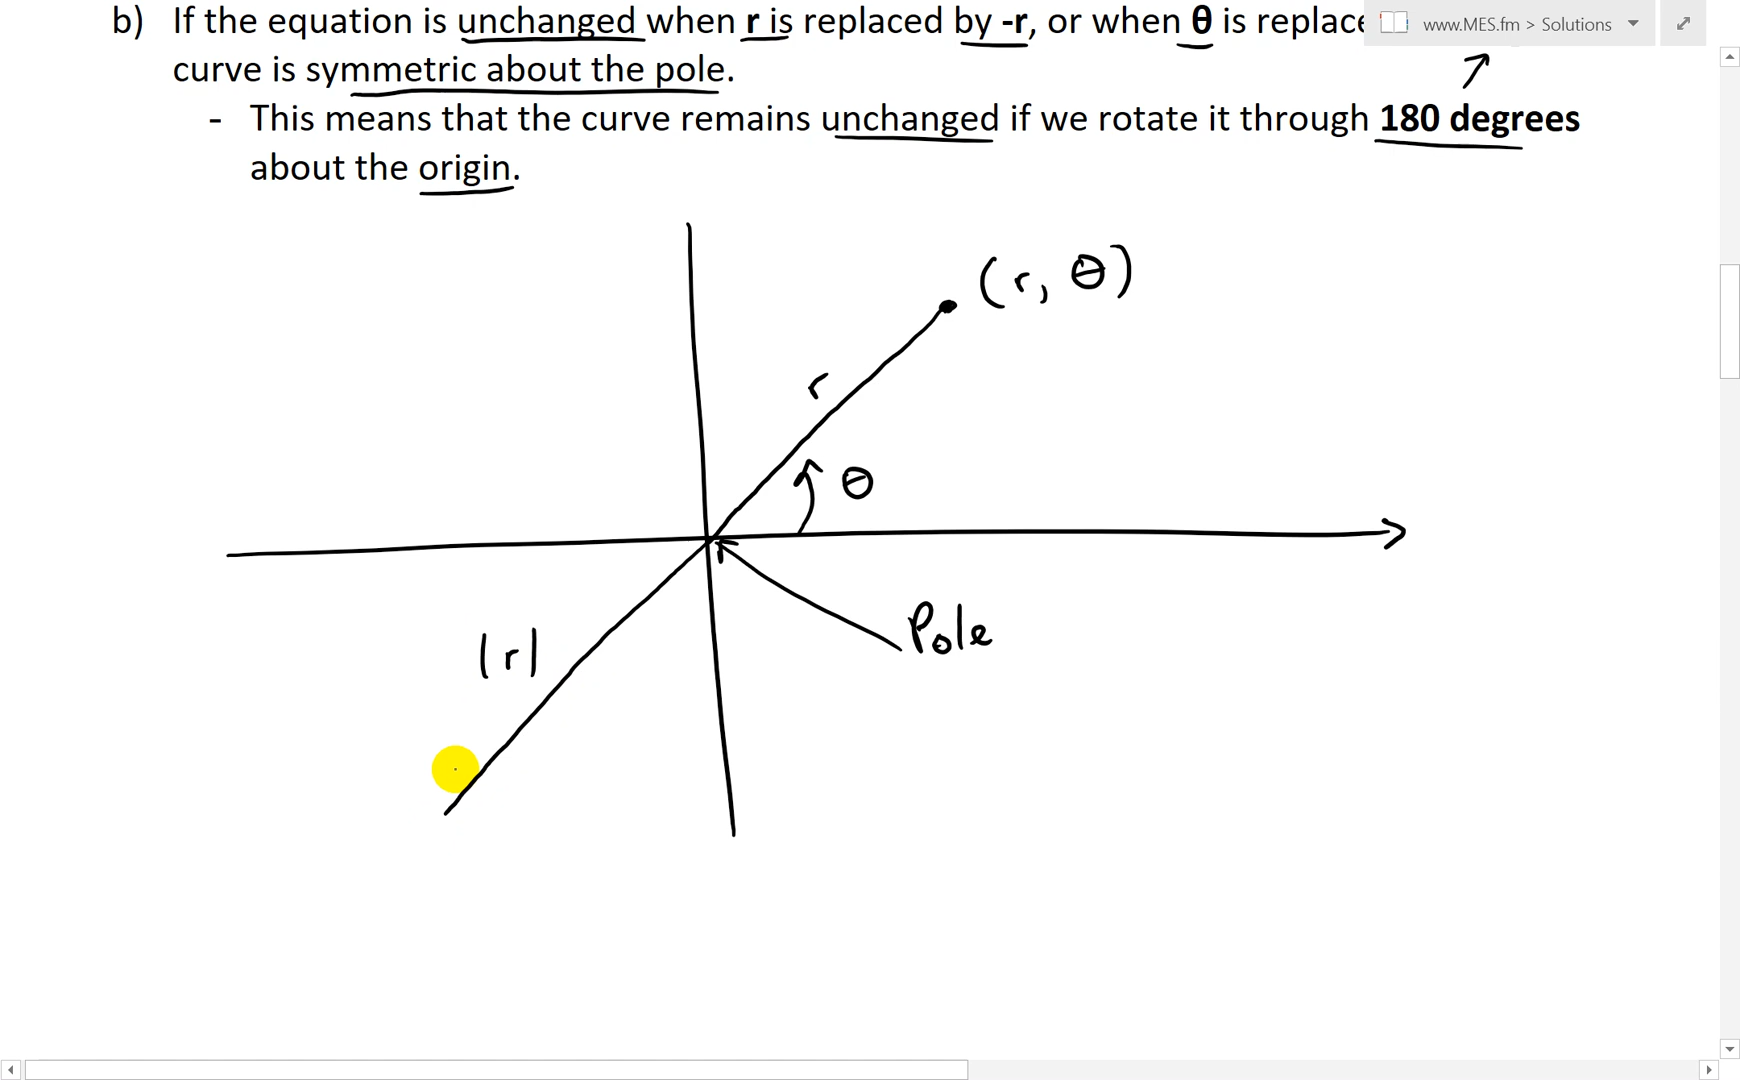 b) If the equation is unchanged when r is replaced by -r, or when θ is
www.MES.fm > Solutions
curve is symmetric about the pole.
- This means that the curve remains unchanged if we rotate it through 180 degrees
about the origin.
(r, θ)
r
θ
Pole
|r|